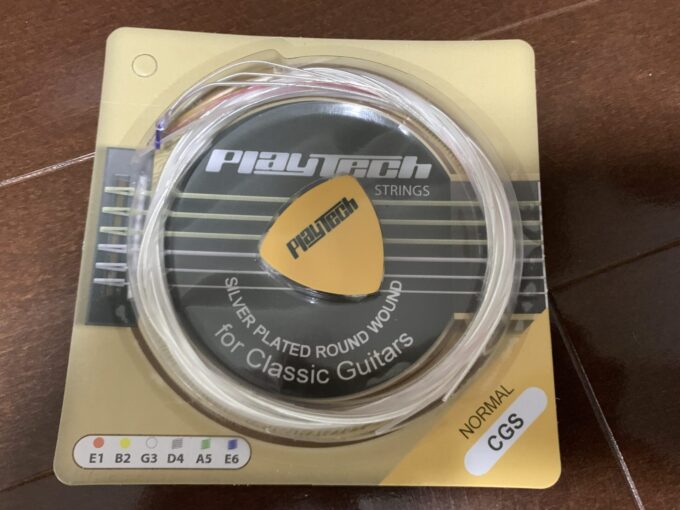 PLAYTECH
STRINGS
PLAYTECH
SILVER PLATED ROUND WOUND
for Classic Guitars
NORMAL
CGS
E1 B2 G3 D4 A5 E6